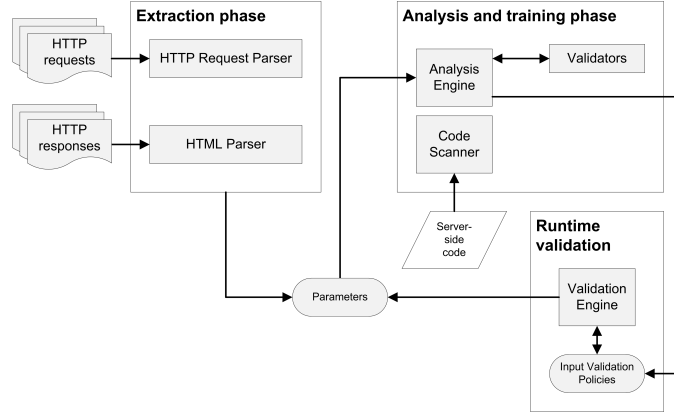 Extraction phase
HTTP
requests
HTTP Request Parser
HTTP
responses
HTML Parser
Analysis and training phase
Analysis
Engine
Validators
Code
Scanner
Server-
side
code
Parameters
Runtime
validation
Validation
Engine
Input Validation
Policies